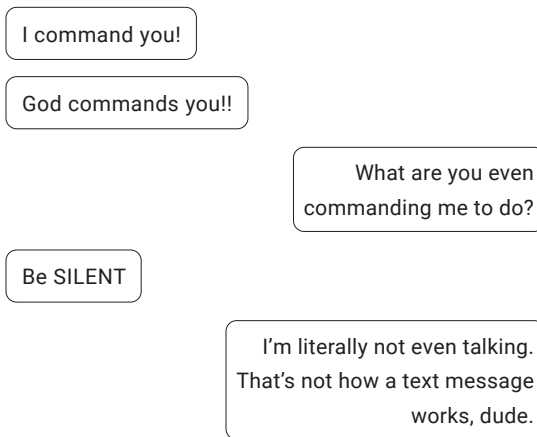 I command you!
God commands you!!
What are you even
commanding me to do?
Be SILENT
I’m literally not even talking.
That’s not how a text message
works, dude.